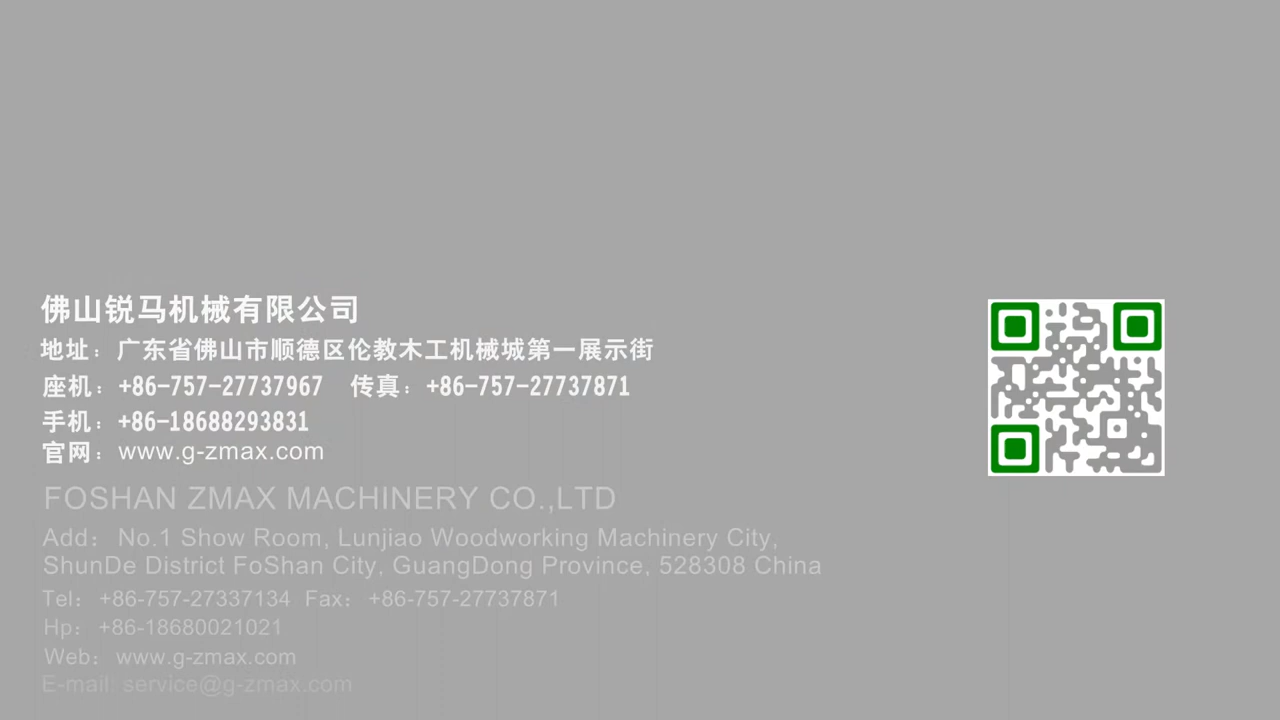 佛山锐马机械有限公司
地址：广东省佛山市顺德区伦教木工机械城第一展示街
座机：+86-757-27737967 传真：+86-757-27737871
手机：+86-18688293831
官网：www.g-zmax.com
FOSHAN ZMAX MACHINERY CO.,LTD
Add：No.1 Show Room, Lunjiao Woodworking Machinery City,
ShunDe District FoShan City, GuangDong Province, 528308 China
Tel：+86-757-27337134 Fax：+86-757-27737871
Hp：+86-18680021021
Web：www.g-zmax.com
E-mail: service@g-zmax.com